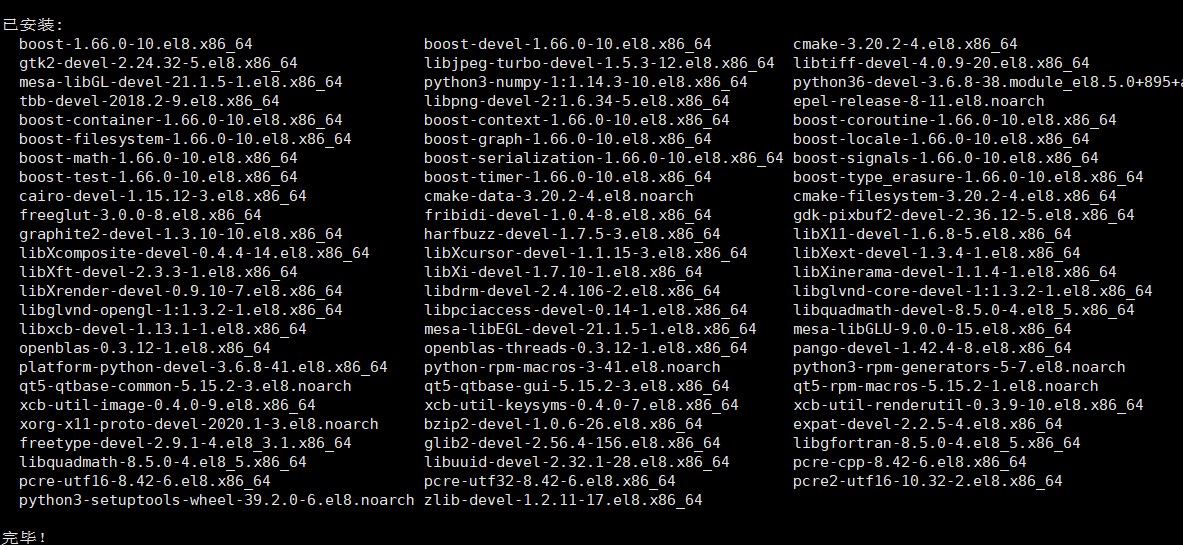 已安装:
boost-1.66.0-10.el8.x86_64 boost-devel-1.66.0-10.el8.x86_64 cmake-3.20.2-4.el8.x86_64
gtk2-devel-2.24.32-5.el8.x86_64 libjpeg-turbo-devel-1.5.3-12.el8.x86_64 libtiff-devel-4.0.9-20.el8.x86_64
mesa-libGL-devel-21.1.5-1.el8.x86_64 python3-numpy-1:1.14.3-10.el8.x86_64 python36-devel-3.6.8-38.module_el8.5.0+895+a
tbb-devel-2018.2-9.el8.x86_64 libpng-devel-2:1.6.34-5.el8.x86_64 epel-release-8-11.el8.noarch
boost-container-1.66.0-10.el8.x86_64 boost-context-1.66.0-10.el8.x86_64 boost-coroutine-1.66.0-10.el8.x86_64
boost-filesystem-1.66.0-10.el8.x86_64 boost-graph-1.66.0-10.el8.x86_64 boost-locale-1.66.0-10.el8.x86_64
boost-math-1.66.0-10.el8.x86_64 boost-serialization-1.66.0-10.el8.x86_64 boost-signals-1.66.0-10.el8.x86_64
boost-test-1.66.0-10.el8.x86_64 boost-timer-1.66.0-10.el8.x86_64 boost-type_erasure-1.66.0-10.el8.x86_64
cairo-devel-1.15.12-3.el8.x86_64 cmake-data-3.20.2-4.el8.noarch cmake-filesystem-3.20.2-4.el8.x86_64
freeglut-3.0.0-8.el8.x86_64 fribidi-devel-1.0.4-8.el8.x86_64 gdk-pixbuf2-devel-2.36.12-5.el8.x86_64
graphite2-devel-1.3.10-10.el8.x86_64 harfbuzz-devel-1.7.5-3.el8.x86_64 libX11-devel-1.6.8-5.el8.x86_64
libXcomposite-devel-0.4.4-14.el8.x86_64 libXcursor-devel-1.1.15-3.el8.x86_64 libXext-devel-1.3.4-1.el8.x86_64
libXft-devel-2.3.3-1.el8.x86_64 libXi-devel-1.7.10-1.el8.x86_64 libXinerama-devel-1.1.4-1.el8.x86_64
libXrender-devel-0.9.10-7.el8.x86_64 libdrm-devel-2.4.106-2.el8.x86_64 libglvnd-core-devel-1:1.3.2-1.el8.x86_64
libglvnd-opengl-1:1.3.2-1.el8.x86_64 libpciaccess-devel-0.14-1.el8.x86_64 libquadmath-devel-8.5.0-4.el8_5.x86_64
libxcb-devel-1.13.1-1.el8.x86_64 mesa-libEGL-devel-21.1.5-1.el8.x86_64 mesa-libGLU-9.0.0-15.el8.x86_64
openblas-0.3.12-1.el8.x86_64 openblas-threads-0.3.12-1.el8.x86_64 pango-devel-1.42.4-8.el8.x86_64
platform-python-devel-3.6.8-41.el8.x86_64 python-rpm-macros-3-41.el8.noarch python3-rpm-generators-5-7.el8.noarch
qt5-qtbase-common-5.15.2-3.el8.noarch qt5-qtbase-gui-5.15.2-3.el8.x86_64 qt5-rpm-macros-5.15.2-1.el8.noarch
xcb-util-image-0.4.0-9.el8.x86_64 xcb-util-keysyms-0.4.0-7.el8.x86_64 xcb-util-renderutil-0.3.9-10.el8.x86_64
xorg-x11-proto-devel-2020.1-3.el8.noarch bzip2-devel-1.0.6-26.el8.x86_64 expat-devel-2.2.5-4.el8.x86_64
freetype-devel-2.9.1-4.el8_3.1.x86_64 glib2-devel-2.56.4-156.el8.x86_64 libgfortran-8.5.0-4.el8_5.x86_64
libquadmath-8.5.0-4.el8_5.x86_64 libuuid-devel-2.32.1-28.el8.x86_64 pcre-cpp-8.42-6.el8.x86_64
pcre-utf16-8.42-6.el8.x86_64 pcre-utf32-8.42-6.el8.x86_64 pcre2-utf16-10.32-2.el8.x86_64
python3-setuptools-wheel-39.2.0-6.el8.noarch zlib-devel-1.2.11-17.el8.x86_64
完毕!